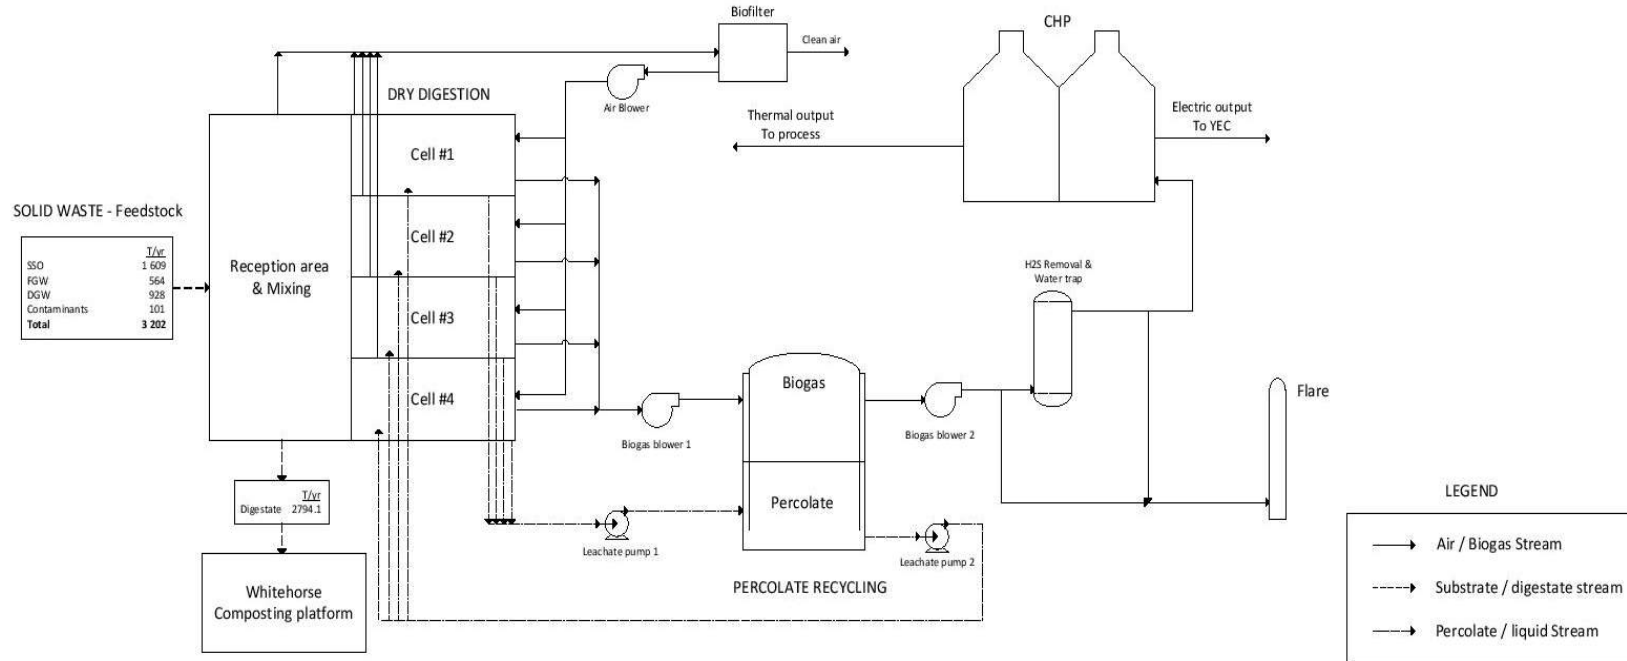 Biofilter
Clean air
CHP
Air Blower
DRY DIGESTION
Thermal output
To process
Electric output
To YEC
Cell #1
SOLID WASTE - Feedstock
T/yr
SSO 1 609
FGW 564
DGW 928
Contaminants 101
Total 3 202
Reception area
& Mixing
Cell #2
Cell #3
Cell #4
H2S Removal &
Water trap
Biogas
Biogas blower 1
Biogas blower 2
Flare
T/yr
Digestate 2794.1
Percolate
Leachate pump 1
Leachate pump 2
PERCOLATE RECYCLING
Whitehorse
Composting platform
LEGEND
Air / Biogas Stream
Substrate / digestate stream
Percolate / liquid Stream